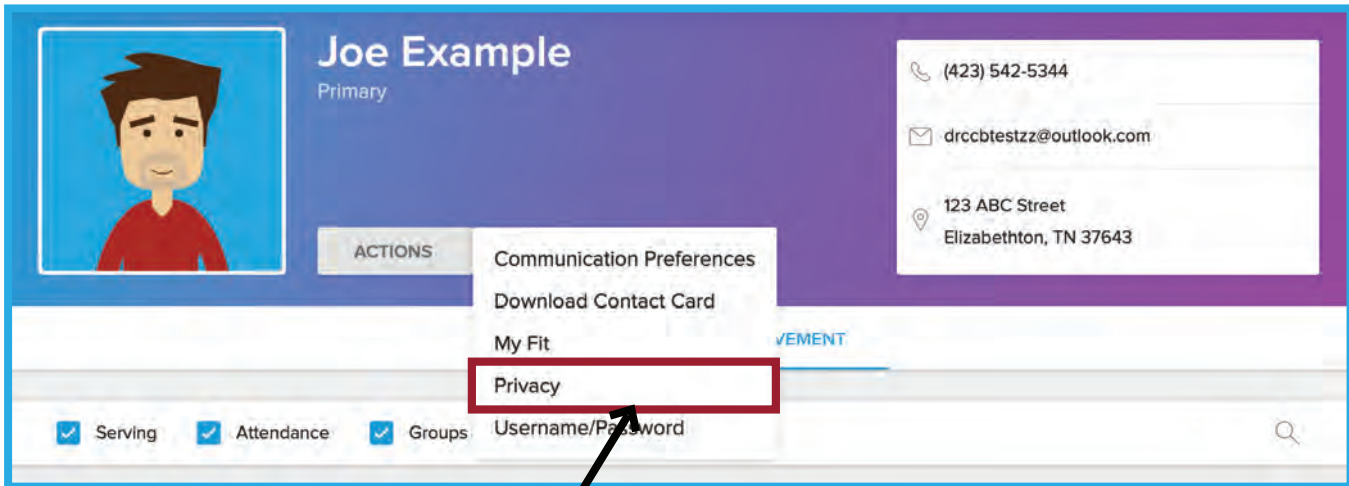 Joe Example
Primary
(423) 542-5344
drccbtestzz@outlook.com
123 ABC Street
Elizabethton, TN 37643
ACTIONS
Communication Preferences
Download Contact Card
My Fit
VEMENT
Privacy
Username/Password
Serving
Attendance
Groups